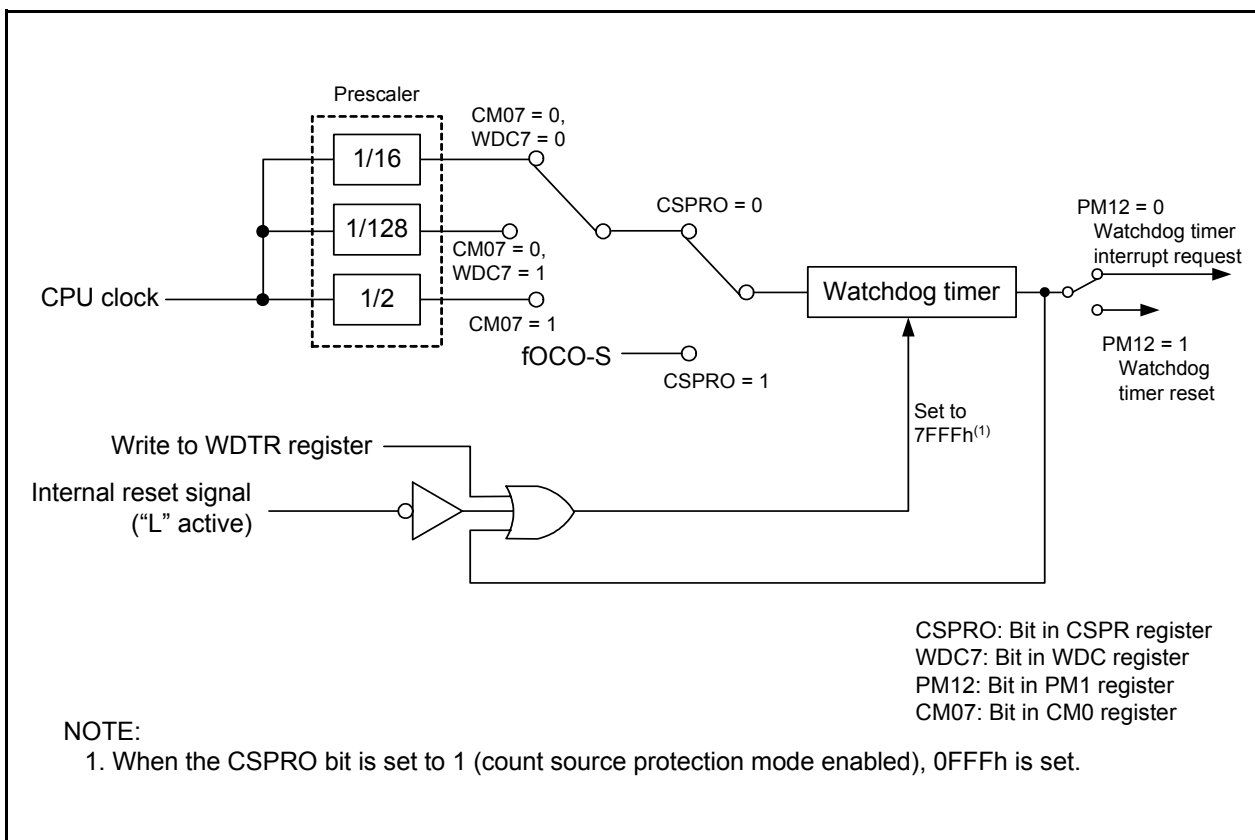 Prescaler
1/16
1/128
1/2
CPU clock
CM07 = 0,
WDC7 = 0
CM07 = 0,
WDC7 = 1
CM07 = 1
fOCO-S
CSPRO = 0
CSPRO = 1
Watchdog timer
PM12 = 0
Watchdog timer
interrupt request
PM12 = 1
Watchdog
timer reset
Set to
7FFFh(1)
Write to WDTR register
Internal reset signal
(“L” active)
CSPRO: Bit in CSPR register
WDC7: Bit in WDC register
PM12: Bit in PM1 register
CM07: Bit in CM0 register
NOTE:
1. When the CSPRO bit is set to 1 (count source protection mode enabled), 0FFFh is set.